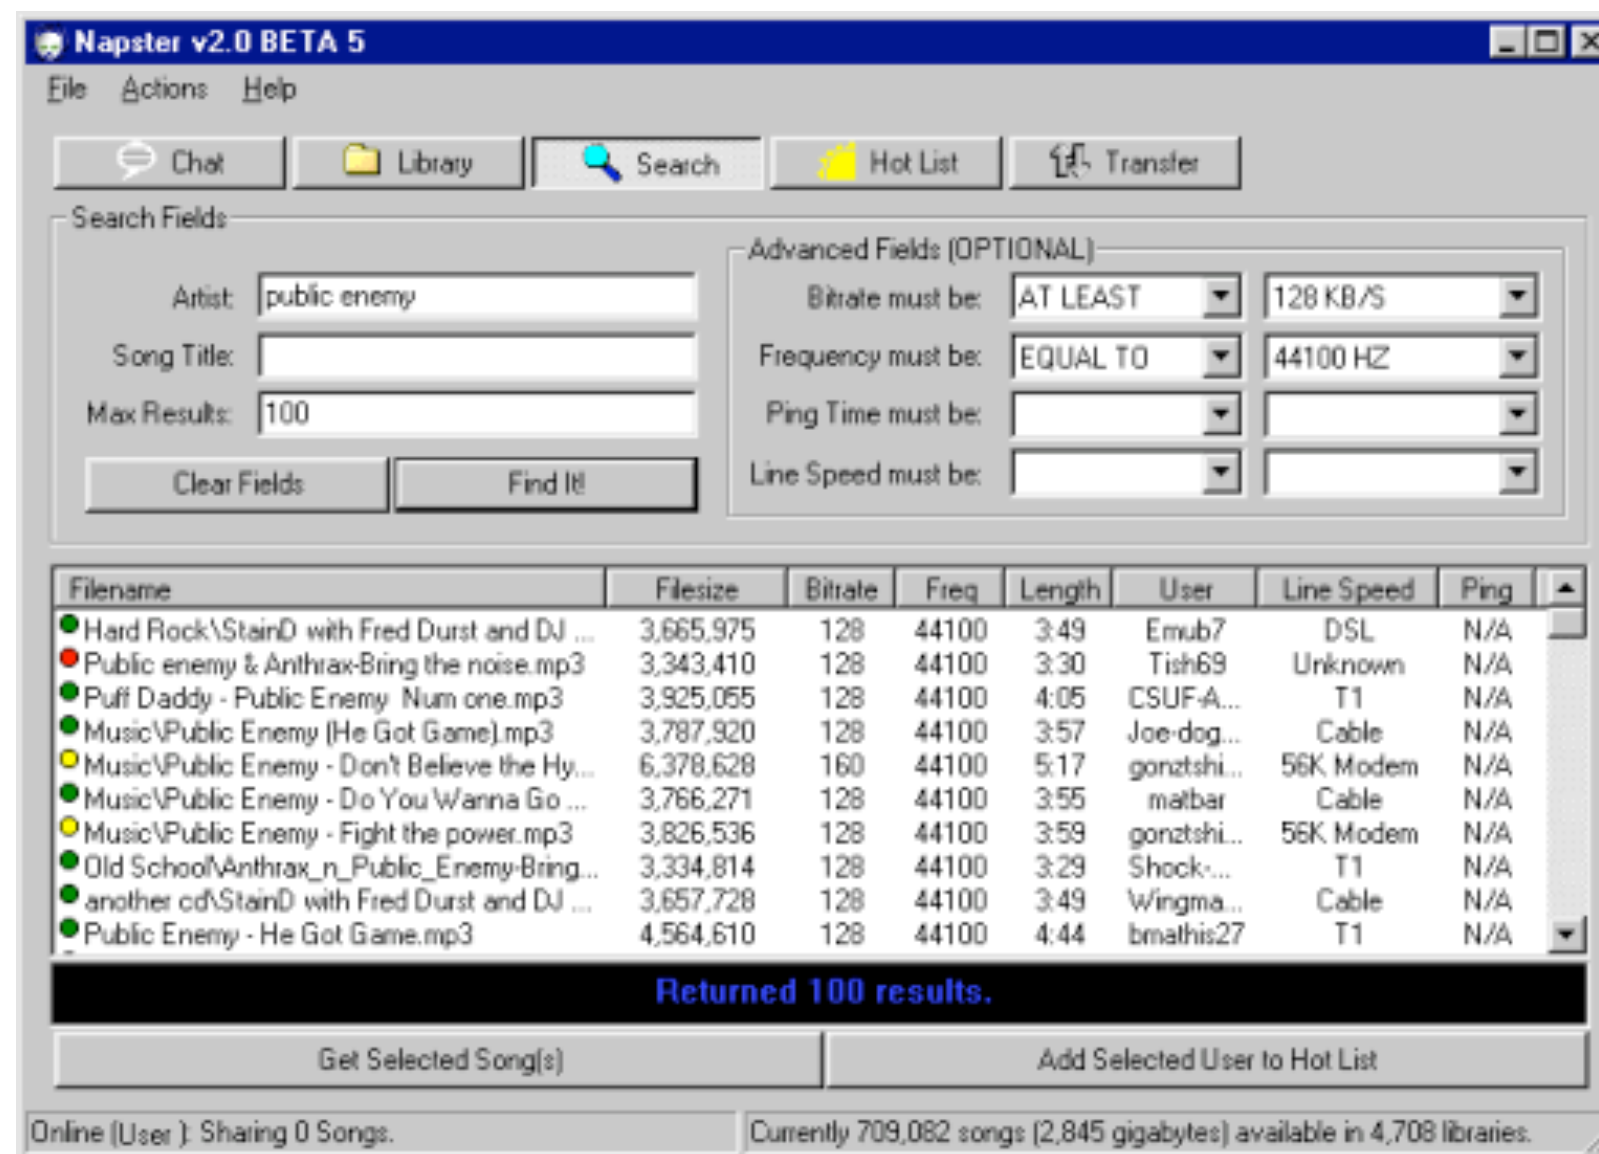 Napster v2.0 BETA 5
File Actions Help
Chat Library Search Hot List Transfer
Search Fields
Advanced Fields (OPTIONAL)
Artist: public enemy Bitrate must be: AT LEAST 128 KB/S
Song Title: Frequency must be: EQUAL TO 44100 HZ
Max Results: 100 Ping Time must be:
Clear Fields Find It! Line Speed must be:
Filename Filesize Bitrate Freq Length User Line Speed Ping
Hard Rock\StainD with Fred Durst and DJ ... 3,665,975 128 44100 3:49 Emub7 DSL N/A
Public enemy & Anthrax-Bring the noise.mp3 3,343,410 128 44100 3:30 Tish69 Unknown N/A
Puff Daddy - Public Enemy Num one.mp3 3,925,055 128 44100 4:05 CSUF-A... T1 N/A
Music\Public Enemy (He Got Game).mp3 3,787,920 128 44100 3:57 Joe-dog... Cable N/A
Music\Public Enemy - Don't Believe the Hy... 6,378,628 160 44100 5:17 gonztshi... 56K Modem N/A
Music\Public Enemy - Do You Wanna Go ... 3,766,271 128 44100 3:55 matbar Cable N/A
Music\Public Enemy - Fight the power.mp3 3,826,536 128 44100 3:59 gonztshi... 56K Modem N/A
Old School\Anthrax_n_Public_Enemy-Bring... 3,334,814 128 44100 3:29 Shock-... T1 N/A
another cd\StainD with Fred Durst and DJ ... 3,657,728 128 44100 3:49 Wingma... Cable N/A
Public Enemy - He Got Game.mp3 4,564,610 128 44100 4:44 bmathis27 T1 N/A
Returned 100 results.
Get Selected Song(s) Add Selected User to Hot List
Online (User ): Sharing 0 Songs. Currently 709,082 songs (2,845 gigabytes) available in 4,708 libraries.